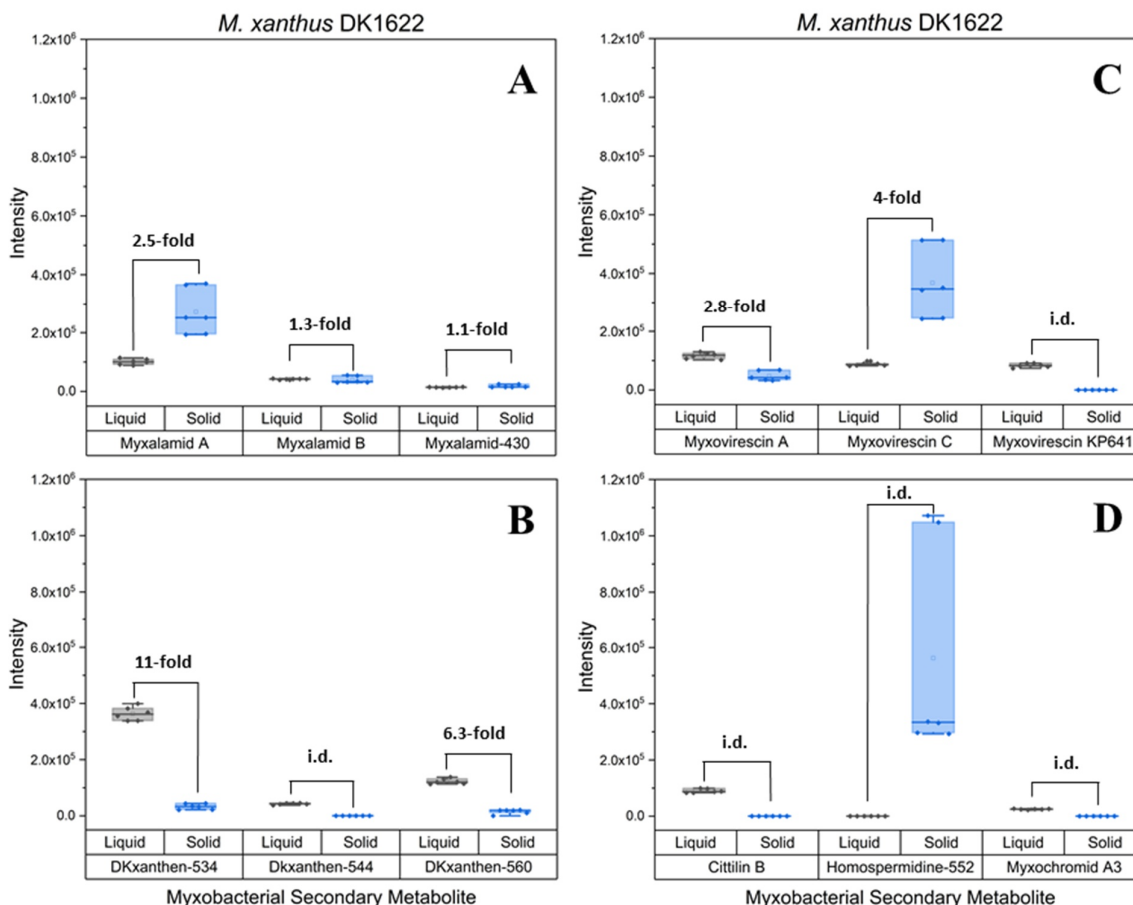 M. xanthus DK1622
A
1.2x10⁶
1.0x10⁶
8.0x10⁵
6.0x10⁵
4.0x10⁵
2.0x10⁵
0.0
Intensity
2.5-fold
1.3-fold
1.1-fold
Liquid Solid Liquid Solid Liquid Solid
Myxalamid A Myxalamid B Myxalamid-430
B
1.2x10⁶
1.0x10⁶
8.0x10⁵
6.0x10⁵
4.0x10⁵
2.0x10⁵
0.0
Intensity
11-fold
i.d.
6.3-fold
Liquid Solid Liquid Solid Liquid Solid
DKxanthen-534 Dkxanthen-544 DKxanthen-560
Myxobacterial Secondary Metabolite
M. xanthus DK1622
C
1.2x10⁶
1.0x10⁶
8.0x10⁵
6.0x10⁵
4.0x10⁵
2.0x10⁵
0.0
Intensity
2.8-fold
4-fold
i.d.
Liquid Solid Liquid Solid Liquid Solid
Myxovirescin A Myxovirescin C Myxovirescin KP641
D
1.2x10⁶
1.0x10⁶
8.0x10⁵
6.0x10⁵
4.0x10⁵
2.0x10⁵
0.0
Intensity
i.d.
i.d.
i.d.
Liquid Solid Liquid Solid Liquid Solid
Cittilin B Homospermidine-552 Myxochromid A3
Myxobacterial Secondary Metabolite